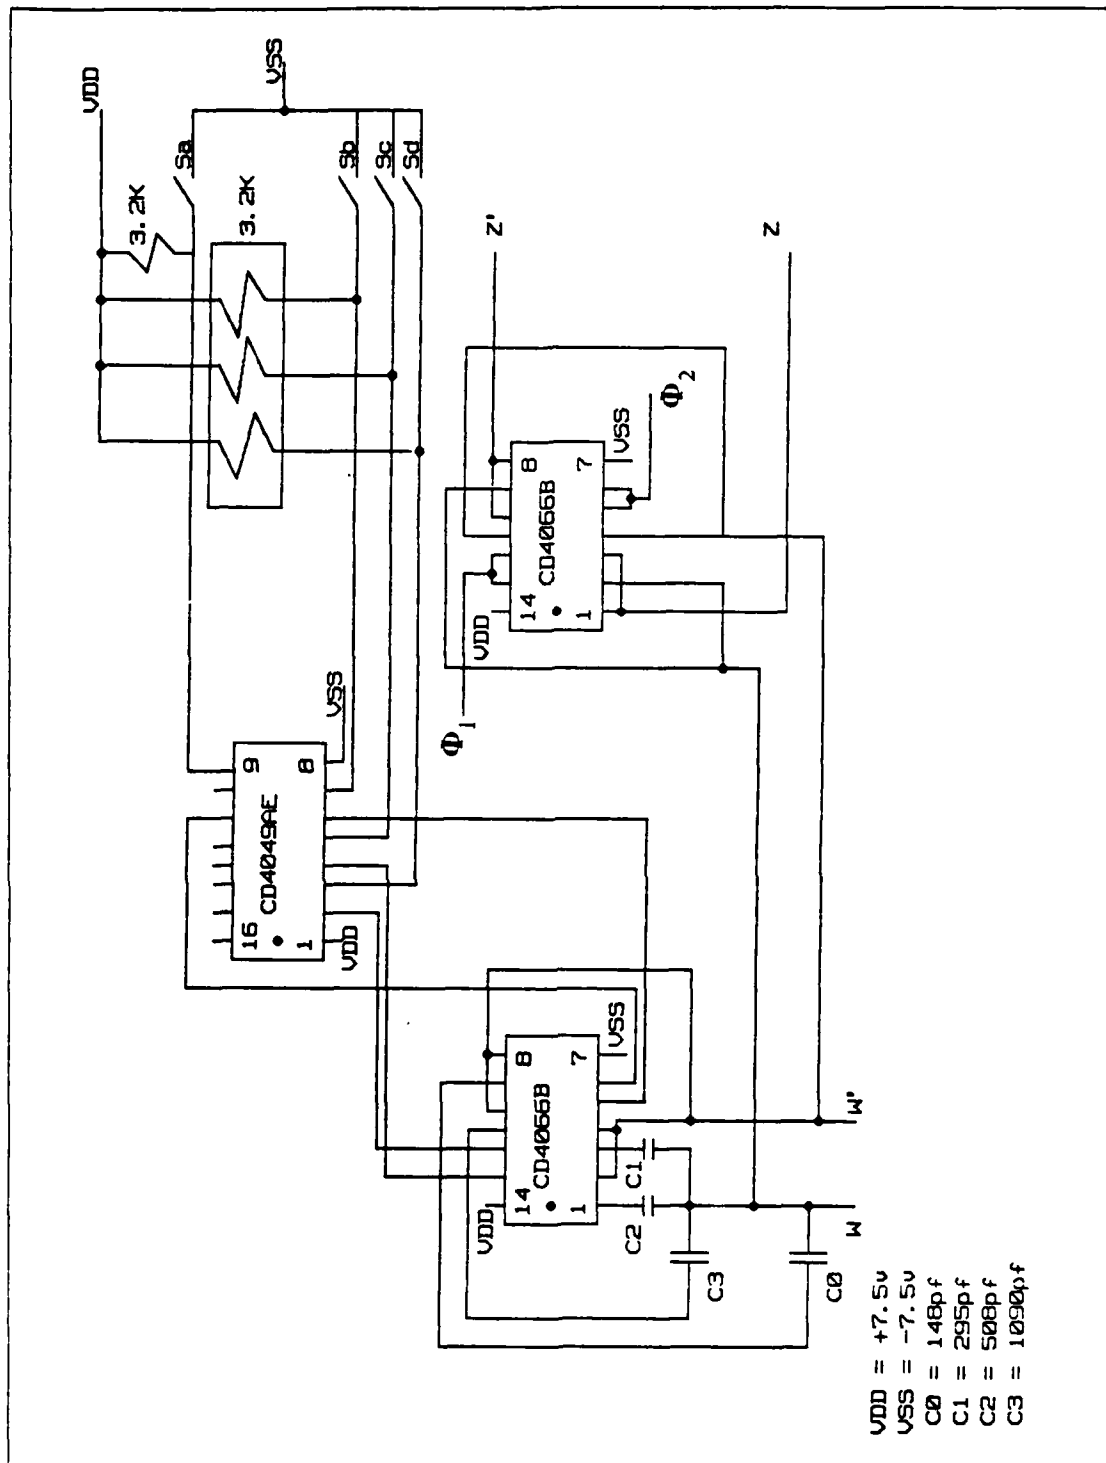 VDD
VSS
3.2K
Sa
3.2K
Sb
Sc
Sd
16
9
CD4049AE
1
8
VDD
VSS
Z'
VDD
14
8
CD4066B
1
7
VSS
Φ1
Φ2
Z
VDD
14
8
CD4066B
1
7
VSS
C2
C1
C3
C0
W
W'
VDD = +7.5v
VSS = -7.5v
C0 = 148pf
C1 = 295pf
C2 = 508pf
C3 = 1090pf